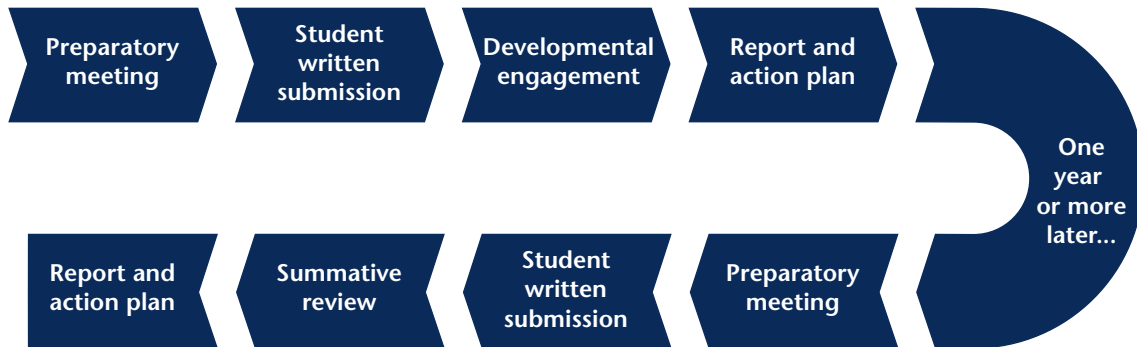 Preparatory
meeting
Student
written
submission
Developmental
engagement
Report and
action plan
One
year
or more
later...
Preparatory
meeting
Student
written
submission
Summative
review
Report and
action plan